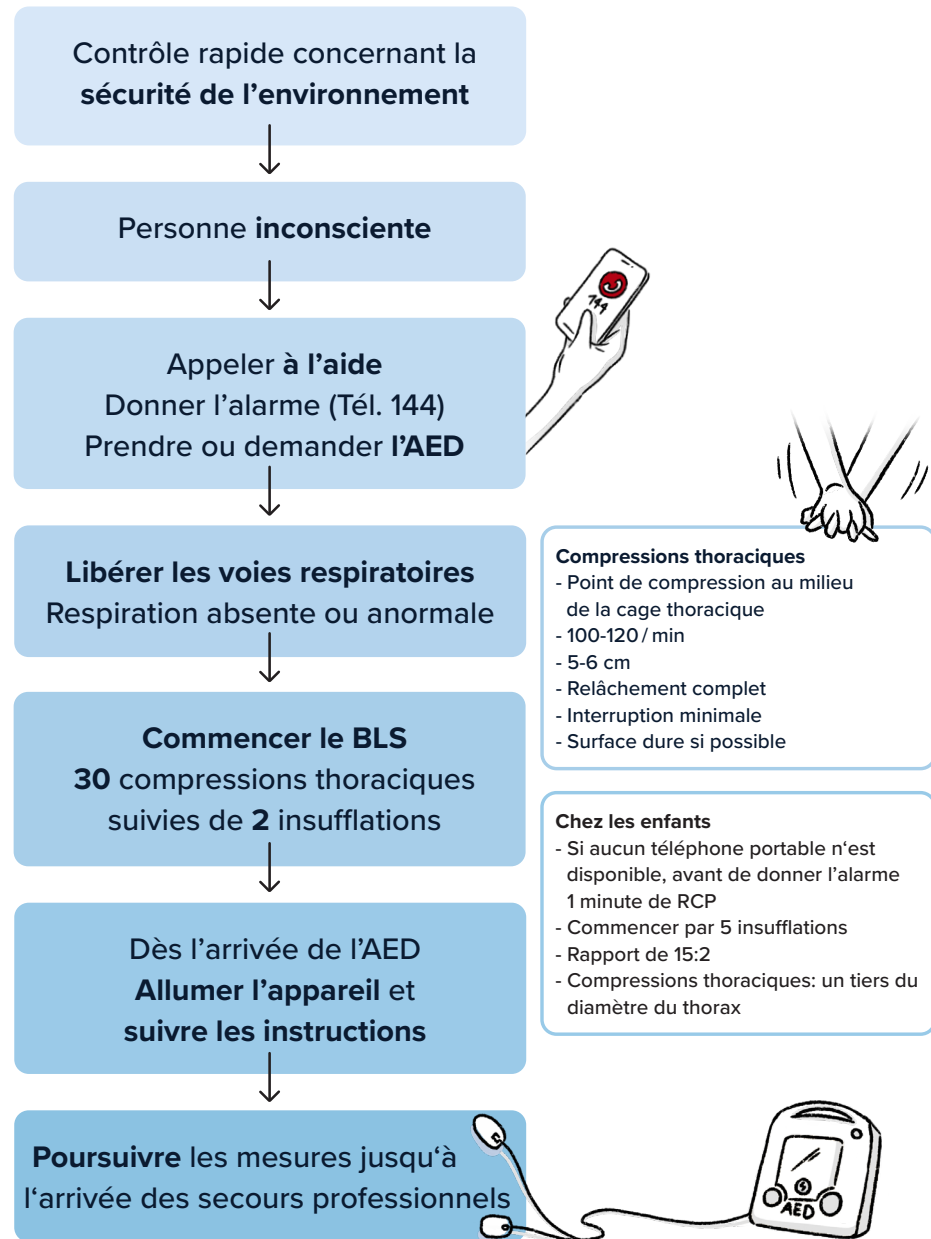 Contrôle rapide concernant la
sécurité de l’environnement
Personne inconsciente
Appeler à l’aide
Donner l’alarme (Tél. 144)
Prendre ou demander l’AED
144
Libérer les voies respiratoires
Respiration absente ou anormale
Commencer le BLS
30 compressions thoraciques
suivies de 2 insufflations
Dès l’arrivée de l’AED
Allumer l’appareil et
suivre les instructions
Poursuivre les mesures jusqu‘à
l‘arrivée des secours professionnels
Compressions thoraciques
- Point de compression au milieu
de la cage thoracique
- 100-120 / min
- 5-6 cm
- Relâchement complet
- Interruption minimale
- Surface dure si possible
Chez les enfants
- Si aucun téléphone portable n‘est
disponible, avant de donner l’alarme
1 minute de RCP
- Commencer par 5 insufflations
- Rapport de 15:2
- Compressions thoraciques: un tiers du
diamètre du thorax
AED